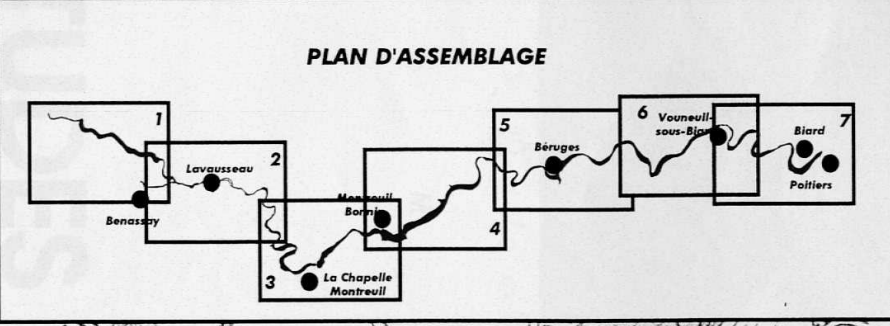 PLAN D'ASSEMBLAGE
1
2
3
4
5
6
7
Benassay
Lavausseau
La Chapelle
Montreuil
Montreuil
Bonnin
Béruges
Vouneuil-
sous-Biard
Biard
Poitiers